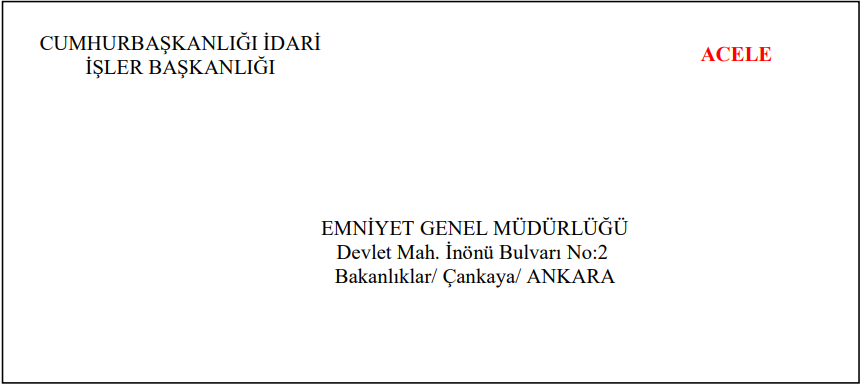 CUMHURBAŞKANLIĞI İDARİ
İŞLER BAŞKANLIĞI
ACELE
EMNİYET GENEL MÜDÜRLÜĞÜ
Devlet Mah. İnönü Bulvarı No:2
Bakanlıklar/ Çankaya/ ANKARA